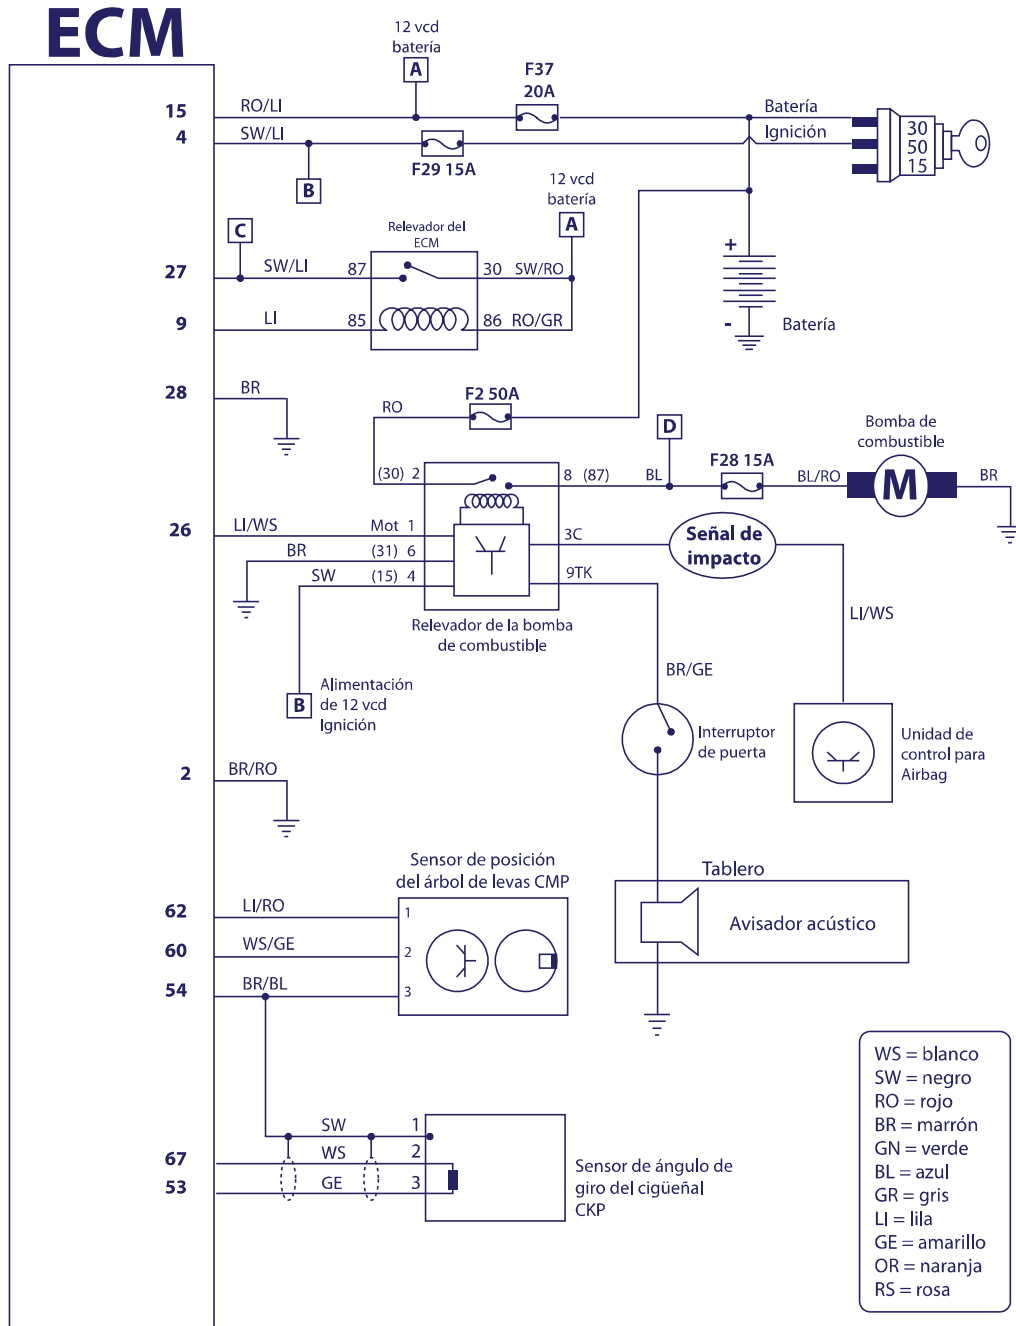 ECM
12 vcd
batería
A
F37
20A
15
RO/LI
Batería
4
SW/LI
Ignición
30
50
15
F29 15A
B
12 vcd
batería
A
C
Relevador del
ECM
27
SW/LI
87
30
SW/RO
9
LI
85
86
RO/GR
+
-
Batería
28
BR
RO
F2 50A
D
Bomba de
combustible
(30) 2
8 (87)
BL
F28 15A
BL/RO
M
BR
26
LI/WS
Mot 1
3C
Señal de
impacto
BR
(31) 6
SW
(15) 4
9TK
LI/WS
Relevador de la bomba
de combustible
BR/GE
B
Alimentación
de 12 vcd
Ignición
Interruptor
de puerta
Unidad de
control para
Airbag
2
BR/RO
Sensor de posición
del árbol de levas CMP
Tablero
62
LI/RO
1
Avisador acústico
60
WS/GE
2
54
BR/BL
3
SW
1
67
WS
2
53
GE
3
Sensor de ángulo de
giro del cigüeñal
CKP
WS = blanco
SW = negro
RO = rojo
BR = marrón
GN = verde
BL = azul
GR = gris
LI = lila
GE = amarillo
OR = naranja
RS = rosa